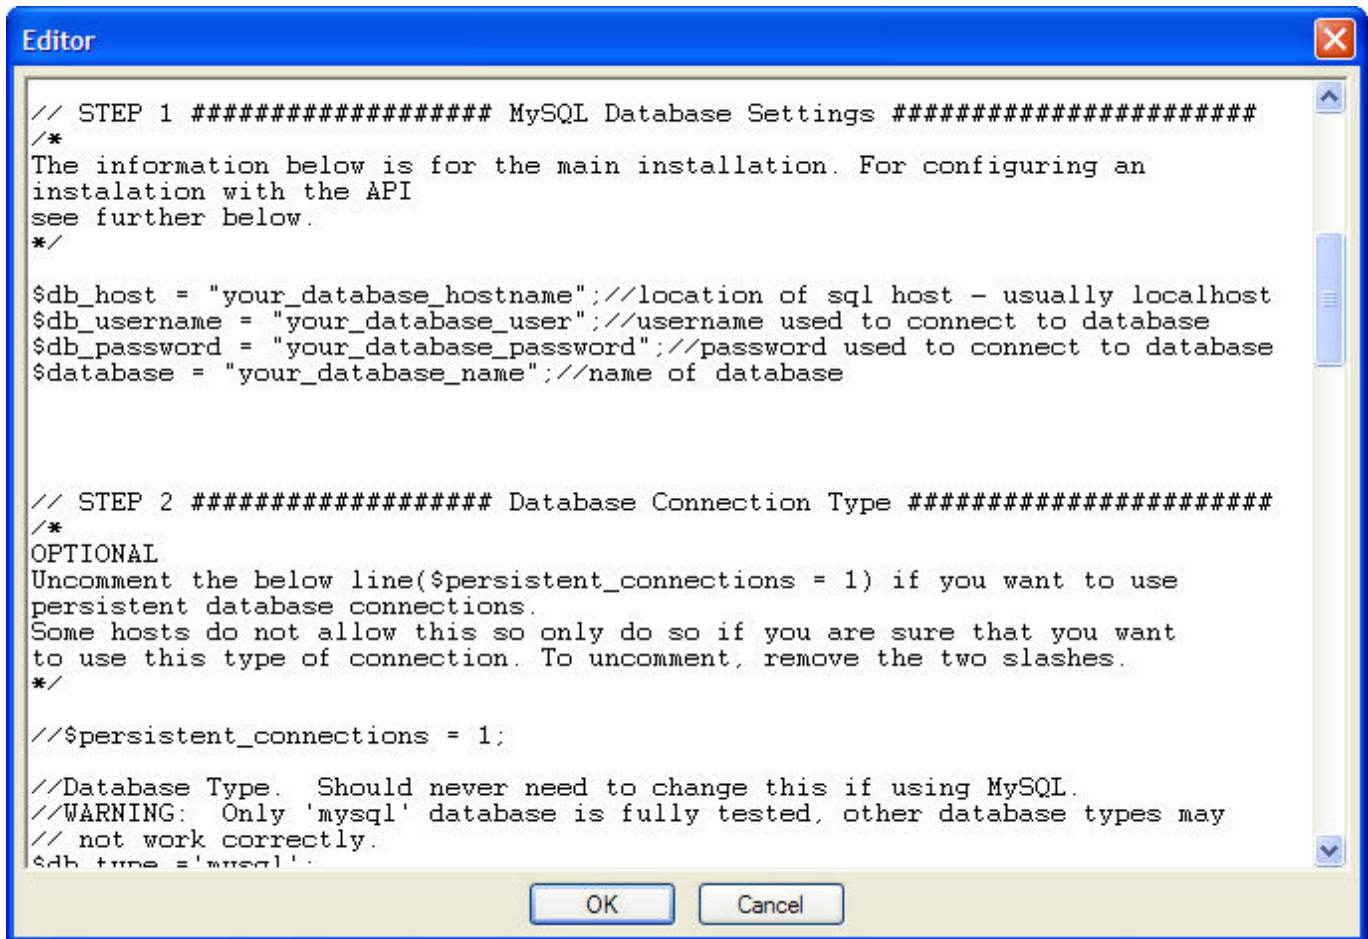 Editor
// STEP 1 ################### MySQL Database Settings #######################
/*
The information below is for the main installation. For configuring an
instalation with the API
see further below.
*/
$db_host = "your_database_hostname";//location of sql host – usually localhost
$db_username = "your_database_user";//username used to connect to database
$db_password = "your_database_password";//password used to connect to database
$database = "your_database_name";//name of database
// STEP 2 ################### Database Connection Type #######################
/*
OPTIONAL
Uncomment the below line($persistent_connections = 1) if you want to use
persistent database connections.
Some hosts do not allow this so only do so if you are sure that you want
to use this type of connection. To uncomment, remove the two slashes.
*/
//$persistent_connections = 1;
//Database Type.  Should never need to change this if using MySQL.
//WARNING:  Only 'mysql' database is fully tested, other database types may
// not work correctly.
$db_type ='mysql';
OK Cancel